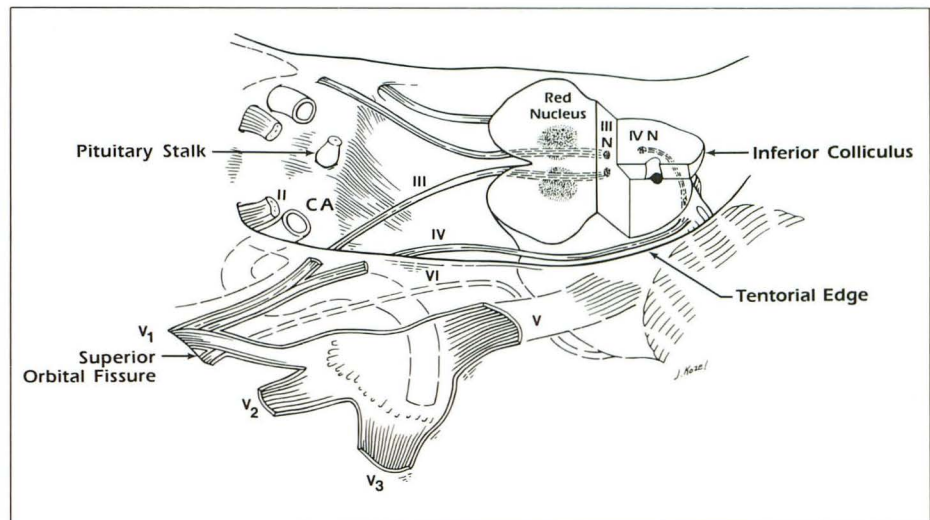 Red
Nucleus
III
N
IV N
Pituitary Stalk
Inferior Colliculus
II
CA
III
IV
VI
Tentorial Edge
V
V1
Superior
Orbital Fissure
V2
V3
J. Kozel